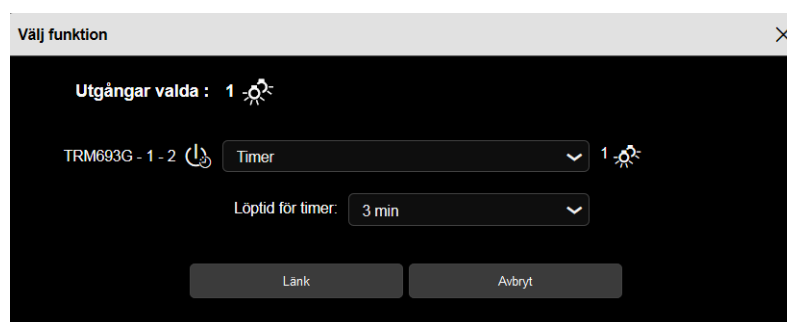 Välj funktion
Utgångar valda : 1
TRM693G - 1 - 2 Timer 1
Löptid för timer: 3 min
Länk Avbryt